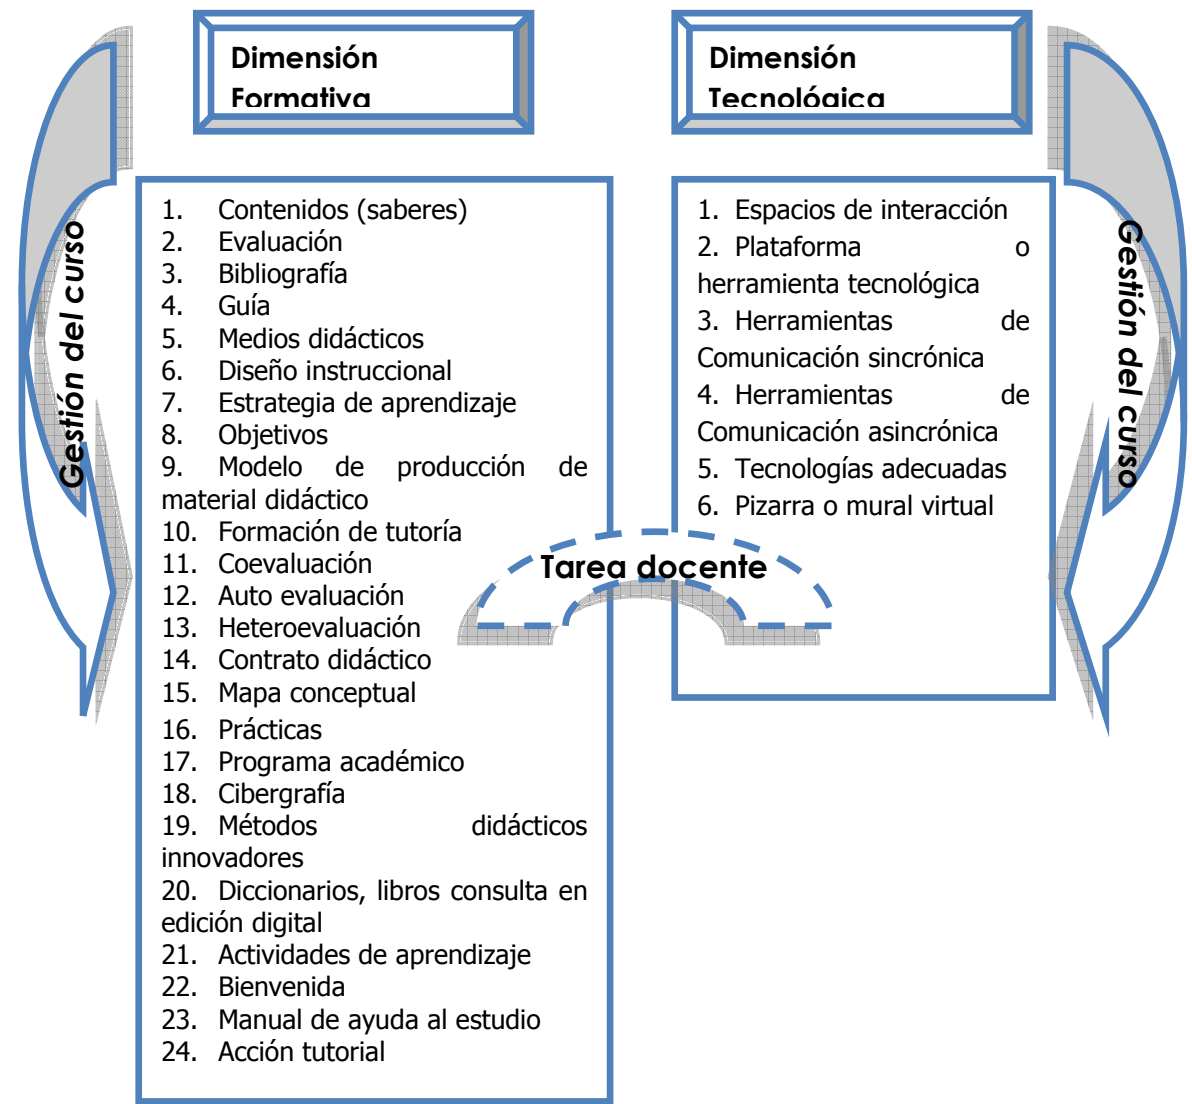 Dimensión
Formativa
Dimensión
Tecnológica
Gestión del curso
1. Contenidos (saberes)
2. Evaluación
3. Bibliografía
4. Guía
5. Medios didácticos
6. Diseño instruccional
7. Estrategia de aprendizaje
8. Objetivos
9. Modelo de producción de
material didáctico
10. Formación de tutoría
11. Coevaluación
12. Auto evaluación
13. Heteroevaluación
14. Contrato didáctico
15. Mapa conceptual
16. Prácticas
17. Programa académico
18. Cibergrafía
19. Métodos didácticos
innovadores
20. Diccionarios, libros consulta en
edición digital
21. Actividades de aprendizaje
22. Bienvenida
23. Manual de ayuda al estudio
24. Acción tutorial
Tarea docente
1. Espacios de interacción
2. Plataforma o
herramienta tecnológica
3. Herramientas de
Comunicación sincrónica
4. Herramientas de
Comunicación asincrónica
5. Tecnologías adecuadas
6. Pizarra o mural virtual
Gestión del curso